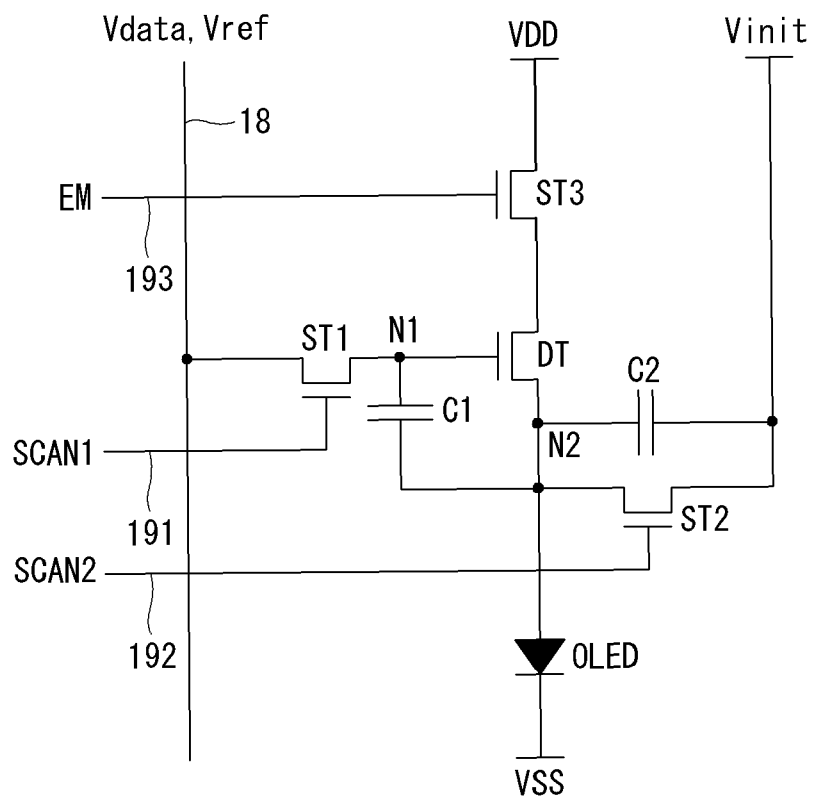 Vdata, Vref
VDD
Vinit
18
EM
ST3
193
ST1
N1
DT
C2
C1
SCAN1
N2
191
ST2
SCAN2
192
OLED
VSS